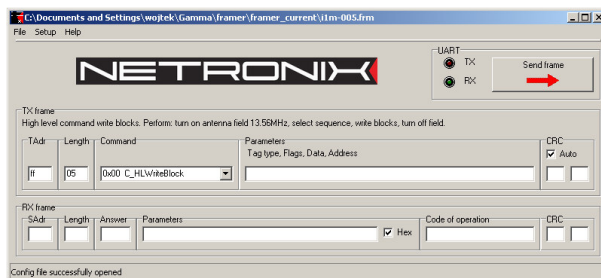 C:\Documents and Settings\wojtek\Gamma\framer\framer_current\i1m-005.frm
File Setup Help
NETRONIX
UART
TX
RX
Send frame
TX frame
High level command write blocks. Perform: turn on antenna field 13.56MHz, select sequence, write blocks, turn off field.
TAdr Length Command Parameters CRC
Tag type, Flags, Data, Address Auto
ff 05 0x00 C_HLWriteBlock
RX frame
SAdr Length Answer Parameters Code of operation CRC
Hex
Config file successfully opened